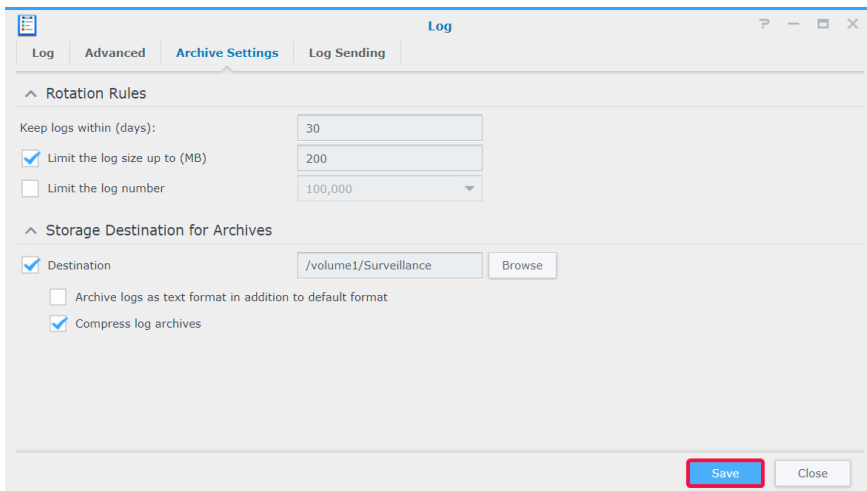 Log
Log Advanced Archive Settings Log Sending
Rotation Rules
Keep logs within (days): 30
Limit the log size up to (MB) 200
Limit the log number 100,000
Storage Destination for Archives
Destination /volume1/Surveillance Browse
Archive logs as text format in addition to default format
Compress log archives
Save Close